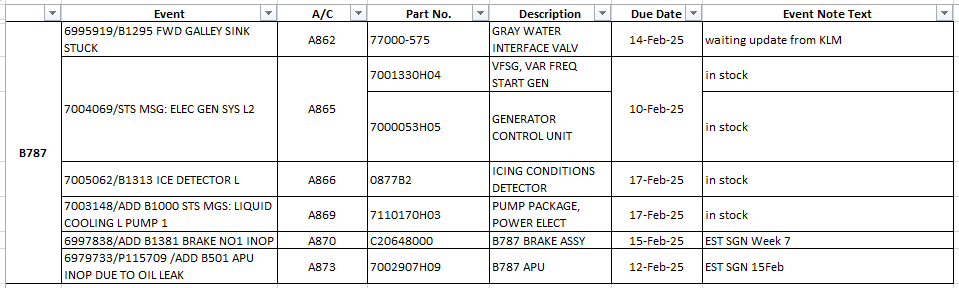 Event A/C Part No. Description Due Date Event Note Text
B787
6995919/B1295 FWD GALLEY SINK
STUCK
A862
77000-575
GRAY WATER
INTERFACE VALV
14-Feb-25
waiting update from KLM
7004069/STS MSG: ELEC GEN SYS L2
A865
7001330H04
VFSG, VAR FREQ
START GEN
10-Feb-25
in stock
7000053H05
GENERATOR
CONTROL UNIT
in stock
7005062/B1313 ICE DETECTOR L
A866
0877B2
ICING CONDITIONS
DETECTOR
17-Feb-25
in stock
7003148/ADD B1000 STS MGS: LIQUID
COOLING L PUMP 1
A869
7110170H03
PUMP PACKAGE,
POWER ELECT
17-Feb-25
in stock
6997838/ADD B1381 BRAKE NO1 INOP
A870
C20648000
B787 BRAKE ASSY
15-Feb-25
EST SGN Week 7
6979733/P115709 /ADD B501 APU
INOP DUE TO OIL LEAK
A873
7002907H09
B787 APU
12-Feb-25
EST SGN 15Feb